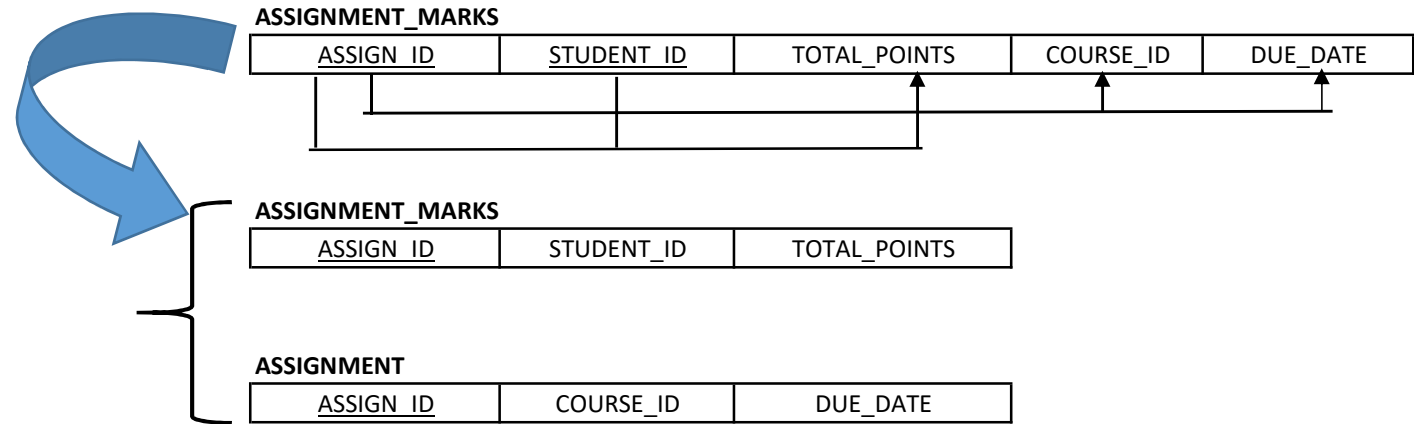 ASSIGNMENT_MARKS
ASSIGN_ID STUDENT_ID TOTAL_POINTS COURSE_ID DUE_DATE
ASSIGNMENT_MARKS
ASSIGN_ID STUDENT_ID TOTAL_POINTS
ASSIGNMENT
ASSIGN_ID COURSE_ID DUE_DATE